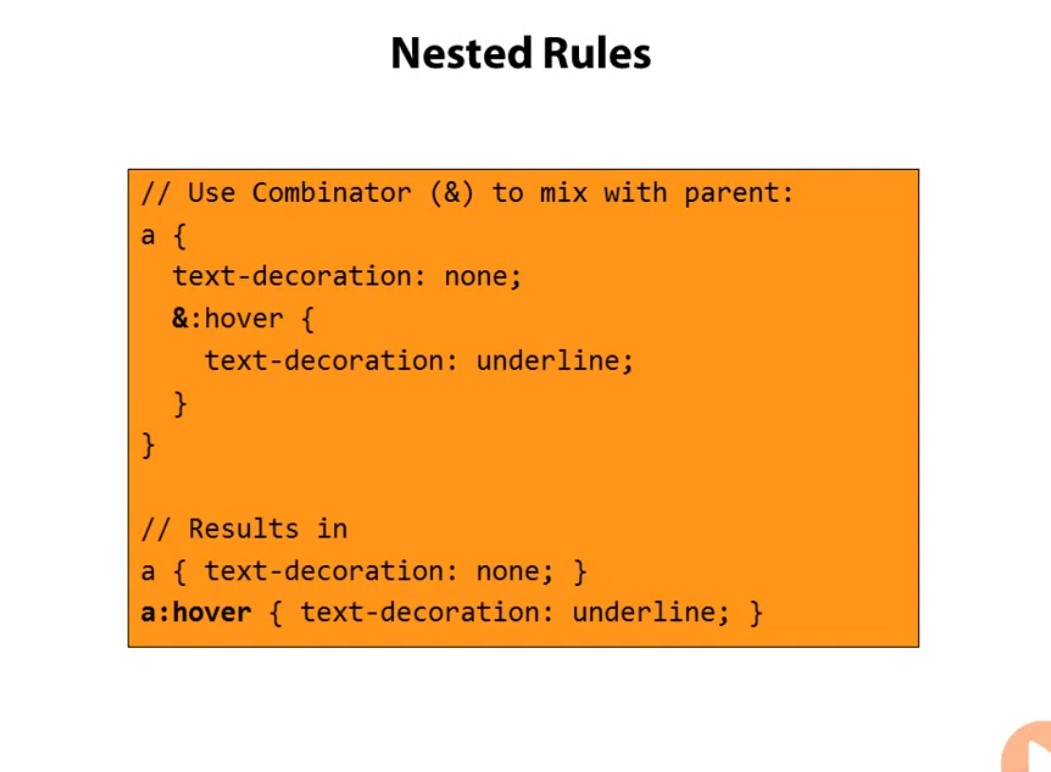 Nested Rules
// Use Combinator (&) to mix with parent:
a {
  text-decoration: none;
  &:hover {
    text-decoration: underline;
  }
}
// Results in
a { text-decoration: none; }
a:hover { text-decoration: underline; }